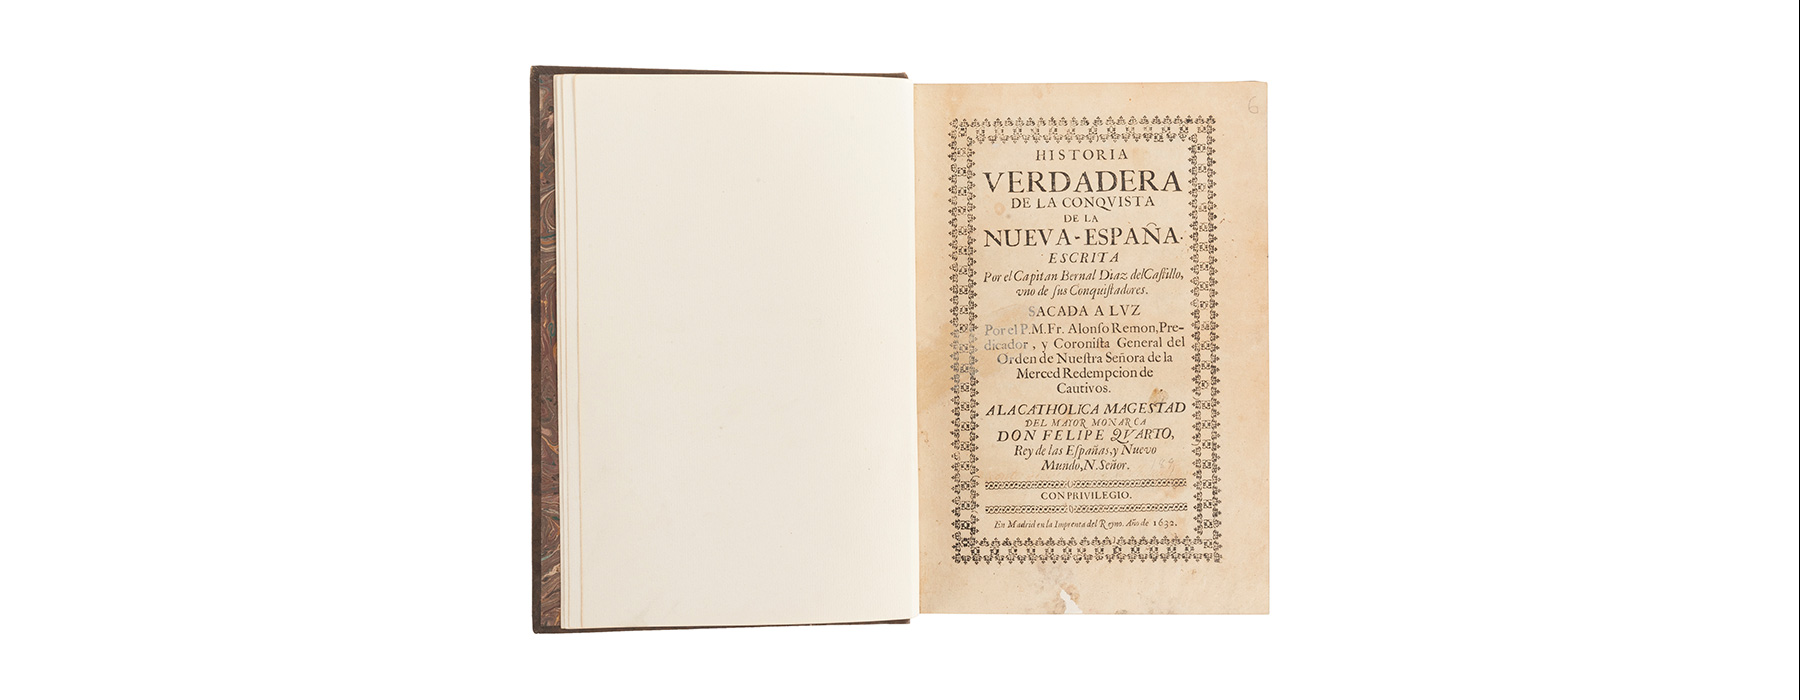 6
HISTORIA
VERDADERA
DE LA CONQVISTA
DE LA
NUEVA-ESPAÑA.
ESCRITA
Por el Capitan Bernal Diaz del Caſtillo,
vno de ſus Conquiſtadores.
SACADA A LVZ
Por el P.M.Fr. Alonſo Remon, Pre-
dicador, y Coroniſta General del
Orden de Nueſtra Señora de la
Merced Redempcion de
Cautivos.
A LA CATHOLICA MAGESTAD
DEL MAYOR MONARCA
DON FELIPE QVARTO,
Rey de las Eſpañas, y Nuevo
Mundo, N. Señor.
CON PRIVILEGIO.
En Madrid en la Imprenta del Reyno. Año de 1632.